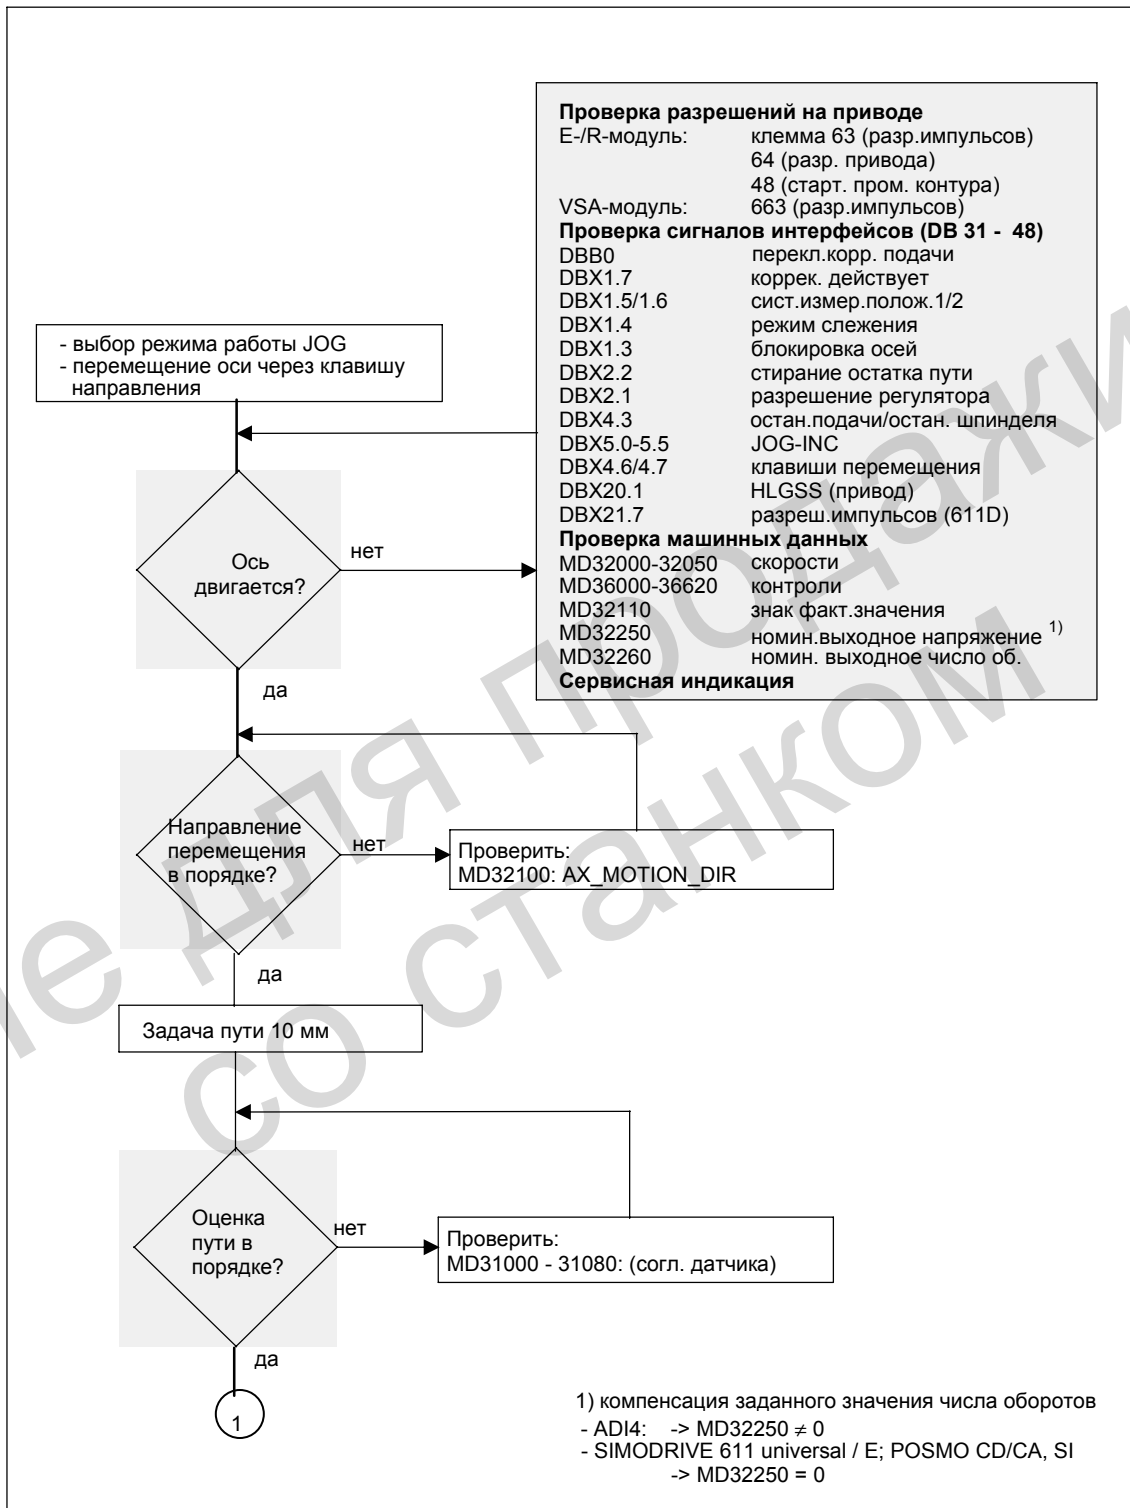 Проверка разрешений на приводе
E-/R-модуль: клемма 63 (разр.импульсов)
64 (разр. привода)
48 (старт. пром. контура)
VSA-модуль: 663 (разр.импульсов)
Проверка сигналов интерфейсов (DB 31 - 48)
DBB0 перекл.корр. подачи
DBX1.7 коррек. действует
DBX1.5/1.6 сист.измер.полож.1/2
DBX1.4 режим слежения
DBX1.3 блокировка осей
DBX2.2 стирание остатка пути
DBX2.1 разрешение регулятора
DBX4.3 остан.подачи/остан. шпинделя
DBX5.0-5.5 JOG-INC
DBX4.6/4.7 клавиши перемещения
DBX20.1 HLGSS (привод)
DBX21.7 разреш.импульсов (611D)
Проверка машинных данных
MD32000-32050 скорости
MD36000-36620 контроли
MD32110 знак факт.значения
MD32250 номин.выходное напряжение 1)
MD32260 номин. выходное число об.
Сервисная индикация
- выбор режима работы JOG
- перемещение оси через клавишу
направления
Ось
двигается?
нет
да
Направление
перемещения
в порядке?
нет
Проверить:
MD32100: AX_MOTION_DIR
да
Задача пути 10 мм
Оценка
пути в
порядке?
нет
Проверить:
MD31000 - 31080: (согл. датчика)
да
1
1) компенсация заданного значения числа оборотов
- ADI4: -> MD32250 ≠ 0
- SIMODRIVE 611 universal / E; POSMO CD/CA, SI
-> MD32250 = 0
не для продажи
со станком